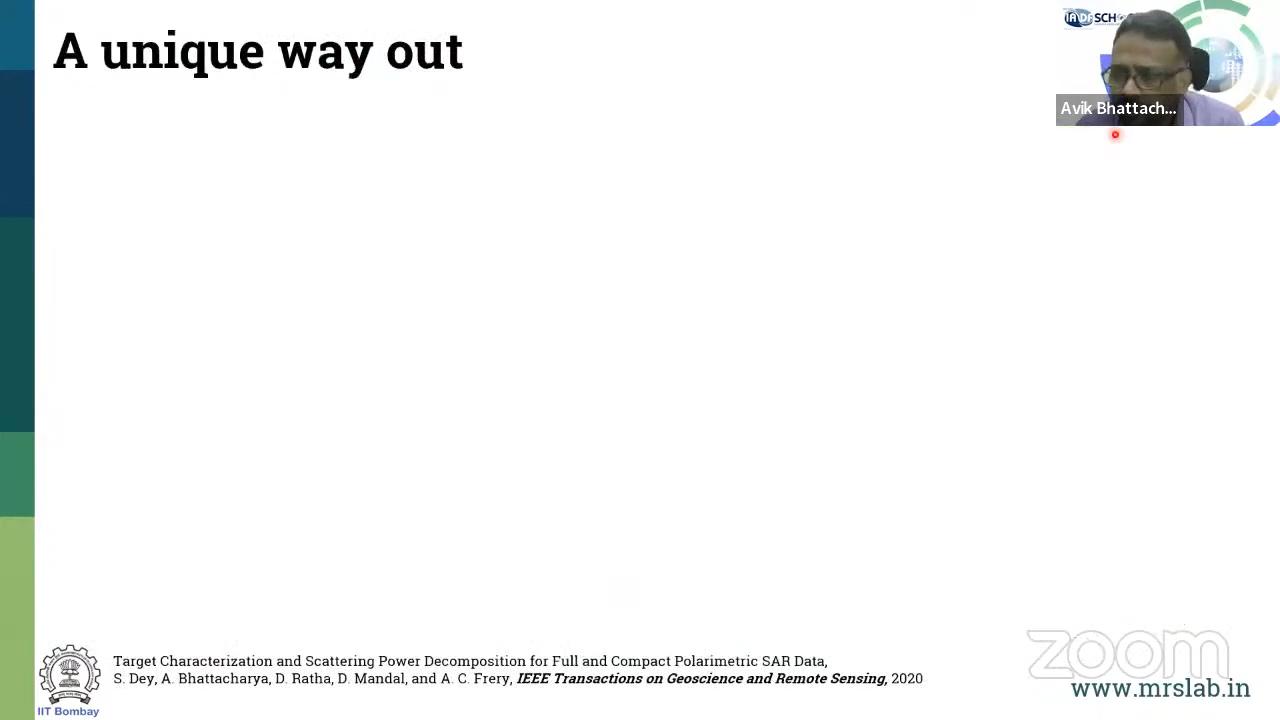 A unique way out
SCH
Avik Bhattach...
Target Characterization and Scattering Power Decomposition for Full and Compact Polarimetric SAR Data,
S. Dey, A. Bhattacharya, D. Ratha, D. Mandal, and A. C. Frery, IEEE Transactions on Geoscience and Remote Sensing, 2020
IIT Bombay
zoom
www.mrslab.in